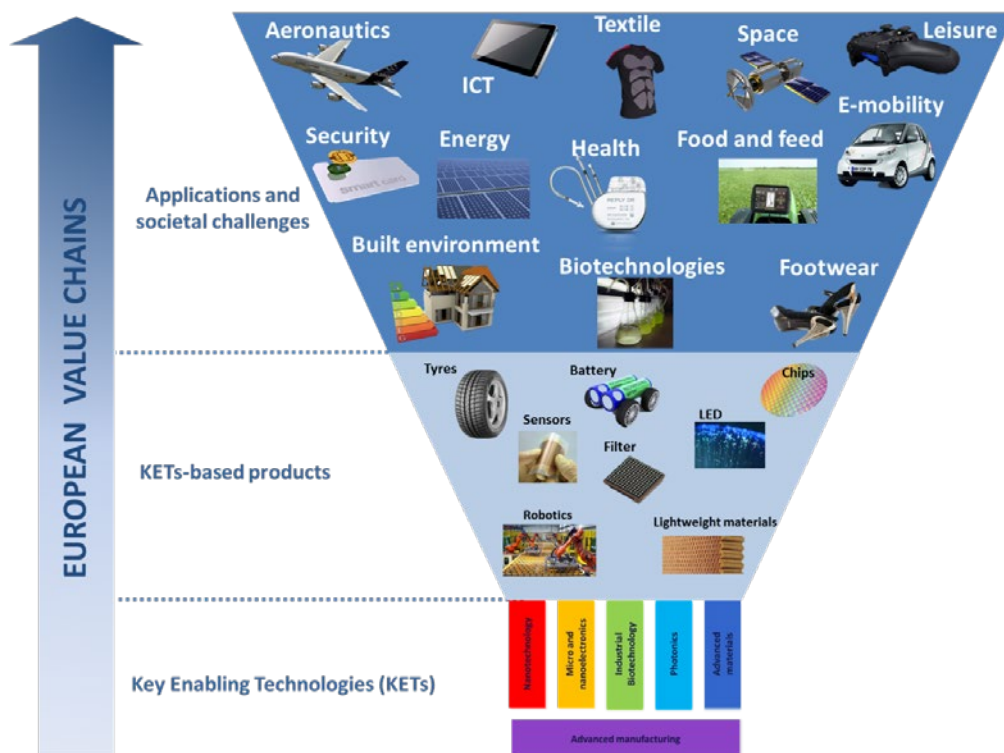 Aeronautics
ICT
Textile
Space
Leisure
E-mobility
Security
smart card
Energy
Health
Food and feed
Applications and
societal challenges
Built environment
Biotechnologies
Footwear
EUROPEAN VALUE CHAINS
Tyres
Battery
Chips
Sensors
LED
Filter
KETs-based products
Robotics
Lightweight materials
Key Enabling Technologies (KETs)
Nanotechnology
Micro and
nanoelectronics
Industrial
Biotechnology
Photonics
Advanced
materials
Advanced manufacturing